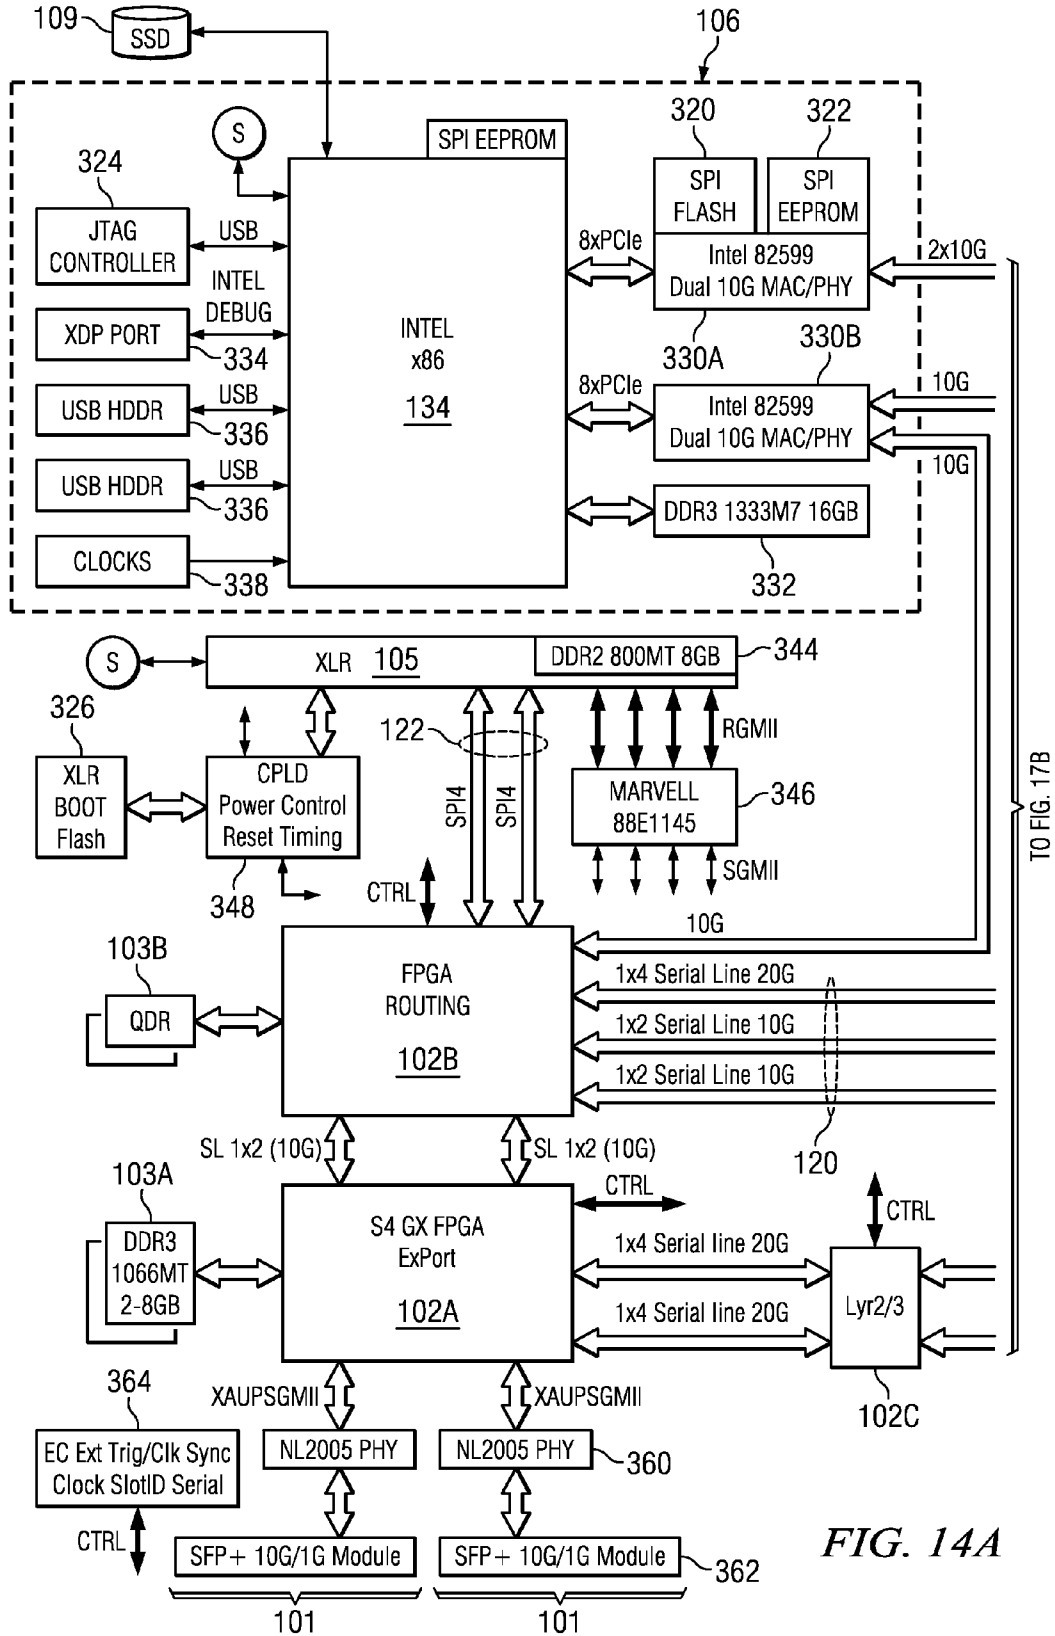 109
SSD
106
S
SPI EEPROM
320
322
324
JTAG
CONTROLLER
USB
SPI
FLASH
SPI
EEPROM
8xPCIe
Intel 82599
Dual 10G MAC/PHY
2x10G
INTEL
DEBUG
XDP PORT
334
INTEL
x86
134
330A
330B
USB HDDR
USB
336
8xPCIe
Intel 82599
Dual 10G MAC/PHY
10G
10G
USB HDDR
USB
336
DDR3 1333M7 16GB
332
CLOCKS
338
S
XLR 105
DDR2 800MT 8GB
344
326
XLR
BOOT
Flash
CPLD
Power Control
Reset Timing
348
122
SPI4
SPI4
RGMII
MARVELL
88E1145
346
SGMII
TO FIG. 17B
CTRL
10G
103B
QDR
FPGA
ROUTING
102B
1x4 Serial Line 20G
1x2 Serial Line 10G
1x2 Serial Line 10G
120
SL 1x2 (10G)
SL 1x2 (10G)
103A
DDR3
1066MT
2-8GB
S4 GX FPGA
ExPort
102A
CTRL
CTRL
1x4 Serial line 20G
1x4 Serial line 20G
Lyr2/3
102C
364
EC Ext Trig/Clk Sync
Clock SlotID Serial
CTRL
XAUPSGMII
XAUPSGMII
NL2005 PHY
NL2005 PHY
360
SFP+ 10G/1G Module
SFP+ 10G/1G Module
362
101
101
FIG. 14A